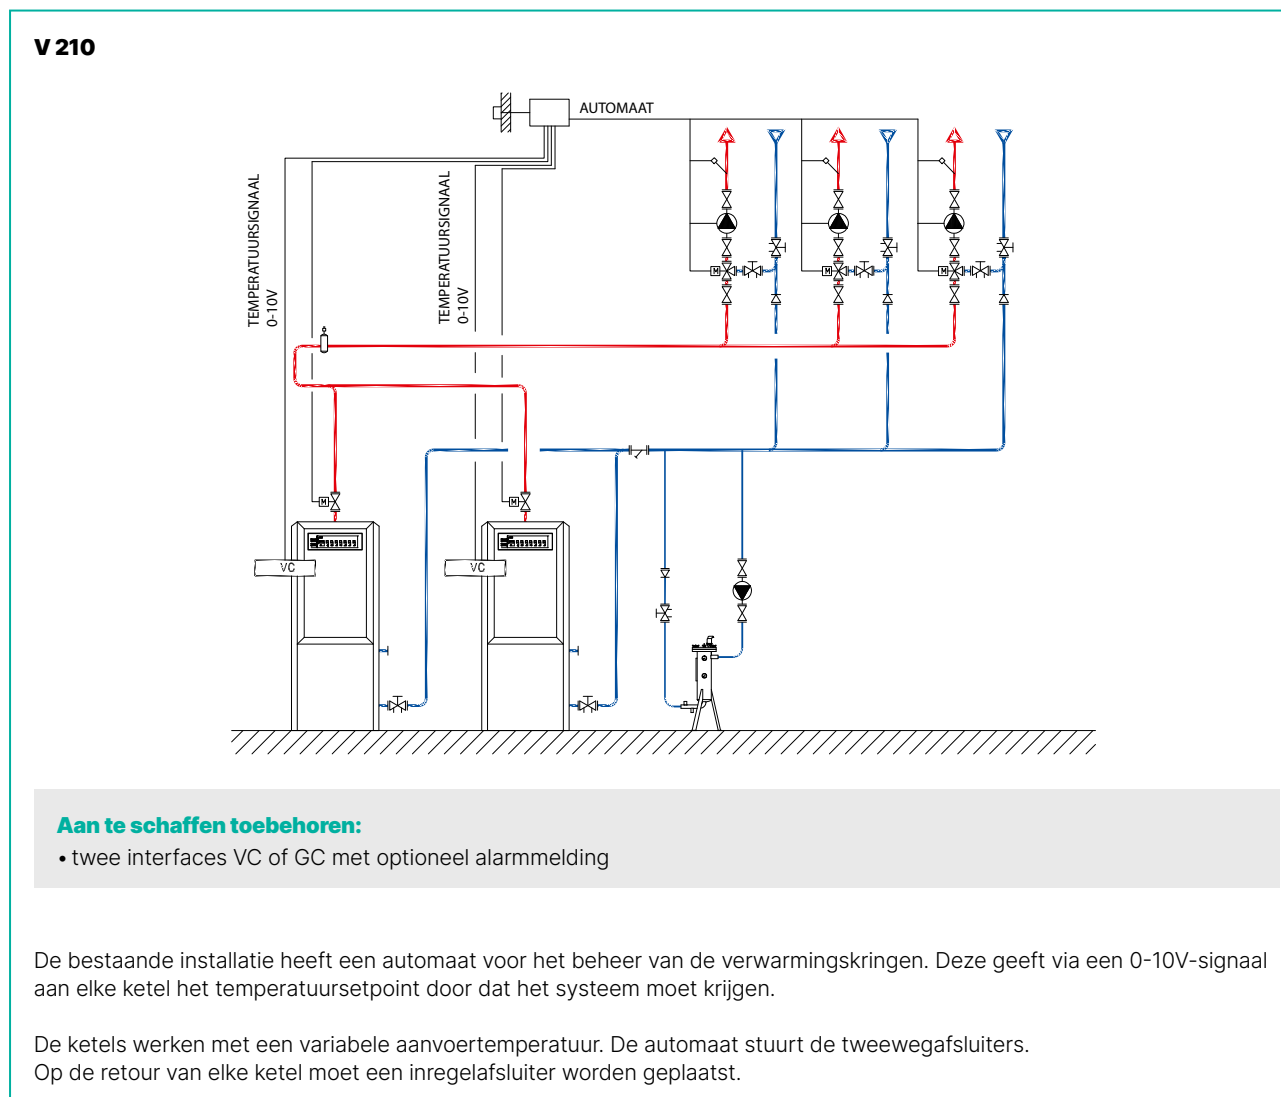 V 210
AUTOMAAT
TEMPERATUURSIGNAAL
0-10V
TEMPERATUURSIGNAAL
0-10V
M
M
M
M
M
VC
VC
Aan te schaffen toebehoren:
• twee interfaces VC of GC met optioneel alarmmelding
De bestaande installatie heeft een automaat voor het beheer van de verwarmingskringen. Deze geeft via een 0-10V-signaal
aan elke ketel het temperatuursetpoint door dat het systeem moet krijgen.
De ketels werken met een variabele aanvoertemperatuur. De automaat stuurt de tweewegafsluiters.
Op de retour van elke ketel moet een inregelafsluiter worden geplaatst.